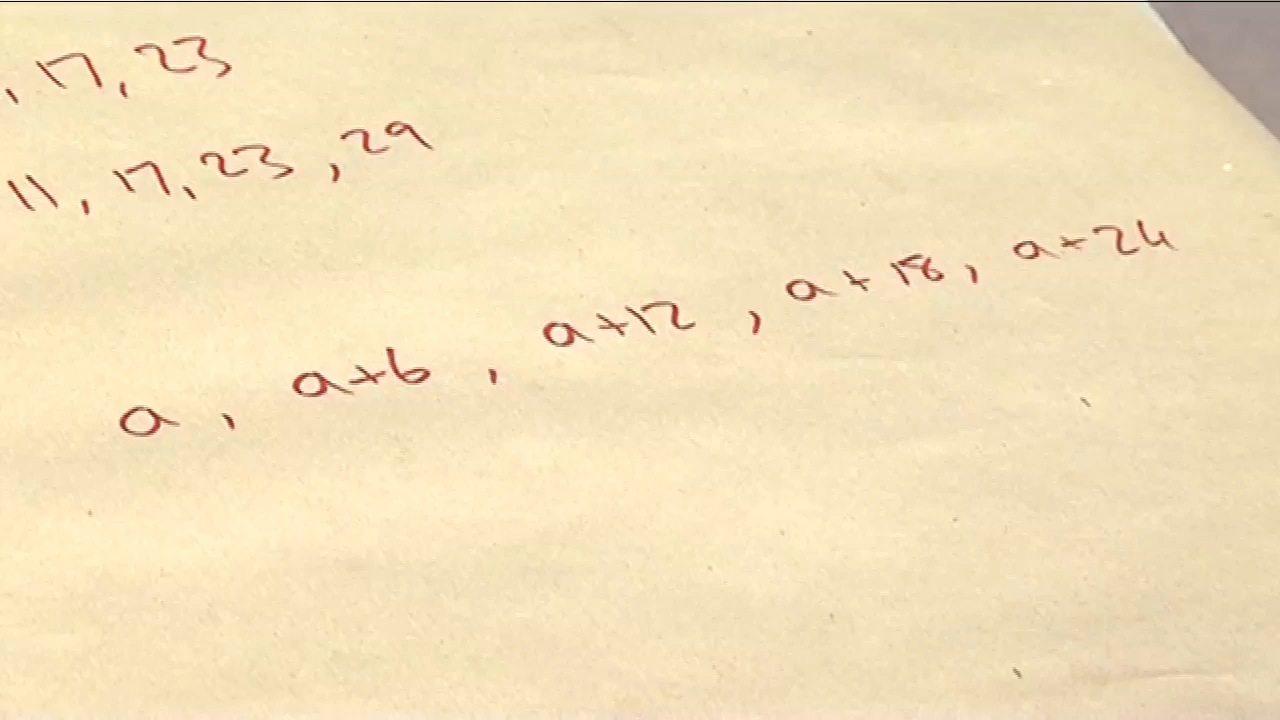 , 17, 23
11, 17, 23, 29
a, a+6, a+12, a+18, a+24